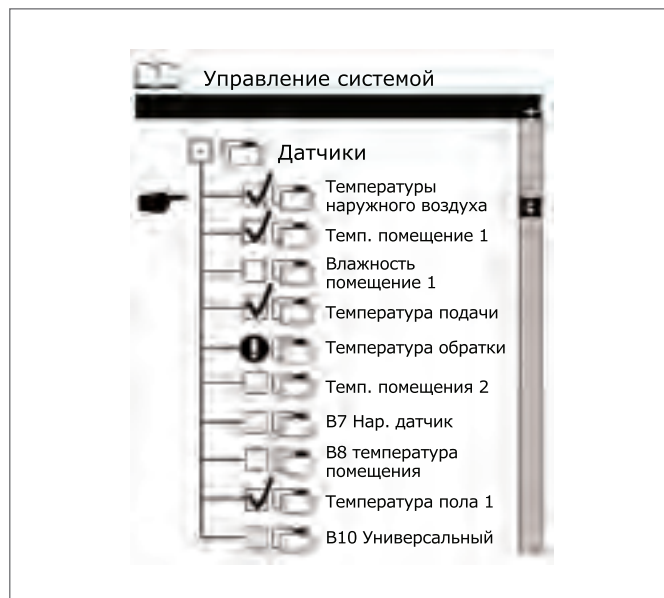 Управление системой
Датчики
Температуры
наружного воздуха
Темп. помещение 1
Влажность
помещение 1
Температура подачи
Температура обратки
Темп. помещения 2
B7 Нар. датчик
B8 температура
помещения
Температура пола 1
B10 Универсальный